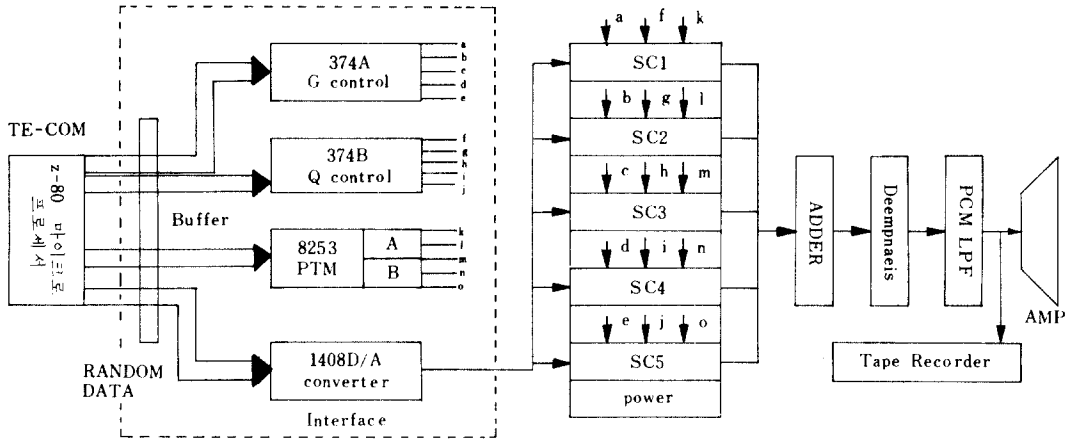 TE-COM
z-80 마이크로
프로세서
Buffer
RANDOM
DATA
374A
G control
a
b
c
d
e
374B
Q control
f
g
h
i
j
8253
PTM
A
B
k
l
m
n
o
1408D/A
converter
Interface
a f k
SC1
b g l
SC2
c h m
SC3
d i n
SC4
e j o
SC5
power
ADDER
Deempnaeis
PCM LPF
AMP
Tape Recorder